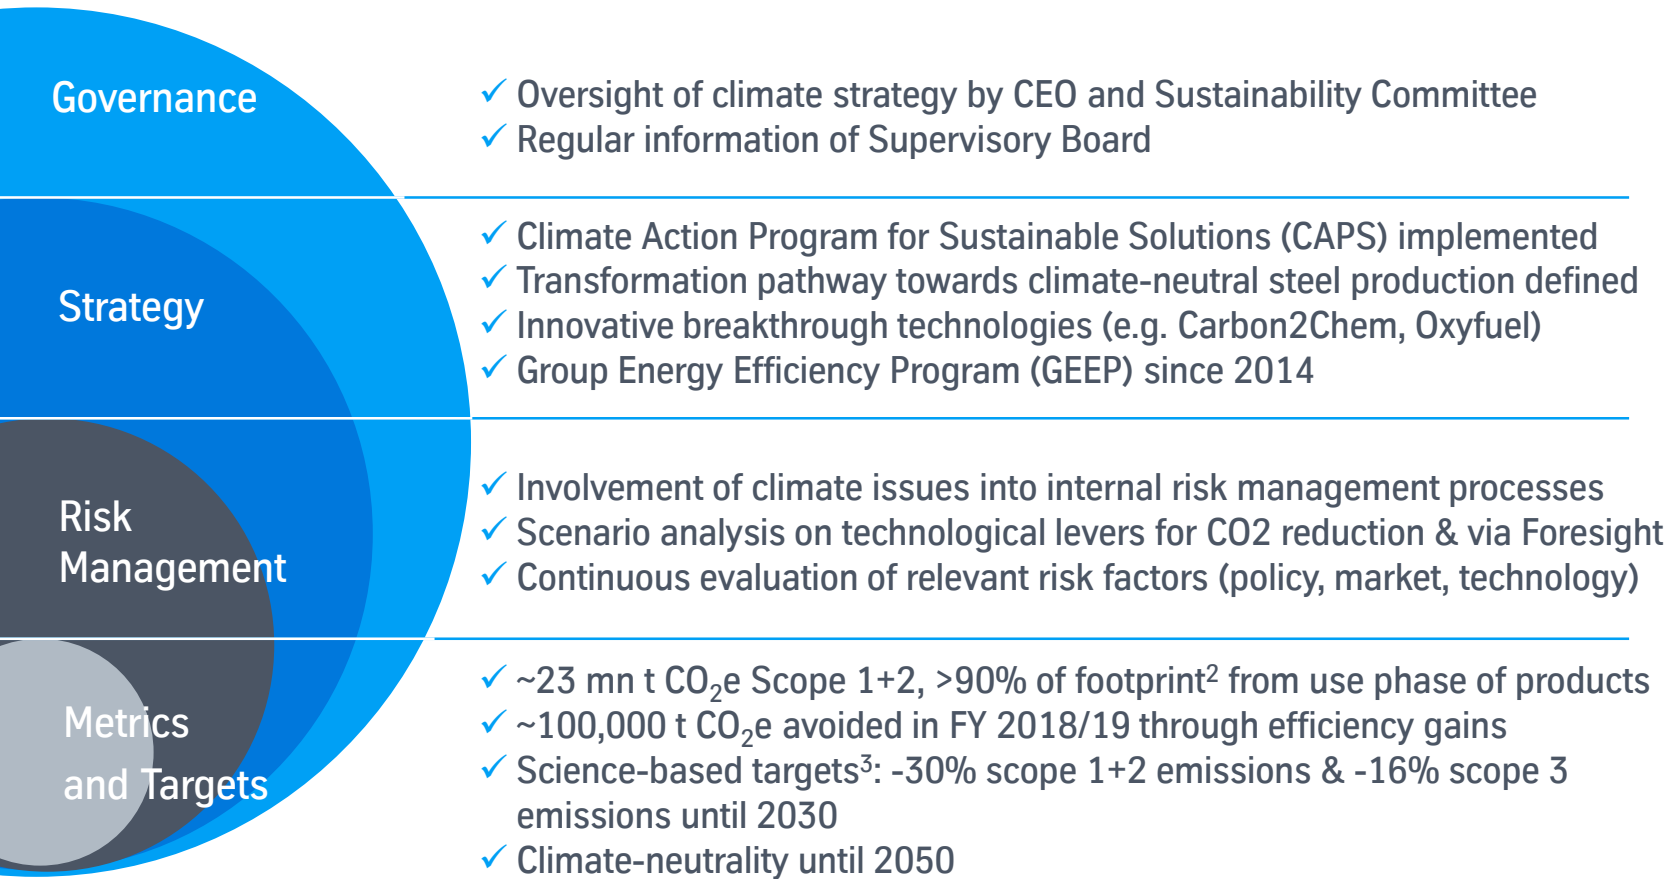 Governance
✓ Oversight of climate strategy by CEO and Sustainability Committee
✓ Regular information of Supervisory Board
Strategy
✓ Climate Action Program for Sustainable Solutions (CAPS) implemented
✓ Transformation pathway towards climate-neutral steel production defined
✓ Innovative breakthrough technologies (e.g. Carbon2Chem, Oxyfuel)
✓ Group Energy Efficiency Program (GEEP) since 2014
Risk
Management
✓ Involvement of climate issues into internal risk management processes
✓ Scenario analysis on technological levers for CO2 reduction & via Foresight
✓ Continuous evaluation of relevant risk factors (policy, market, technology)
Metrics
and Targets
✓ ~23 mn t CO₂e Scope 1+2, >90% of footprint² from use phase of products
✓ ~100,000 t CO₂e avoided in FY 2018/19 through efficiency gains
✓ Science-based targets³: -30% scope 1+2 emissions & -16% scope 3
emissions until 2030
✓ Climate-neutrality until 2050